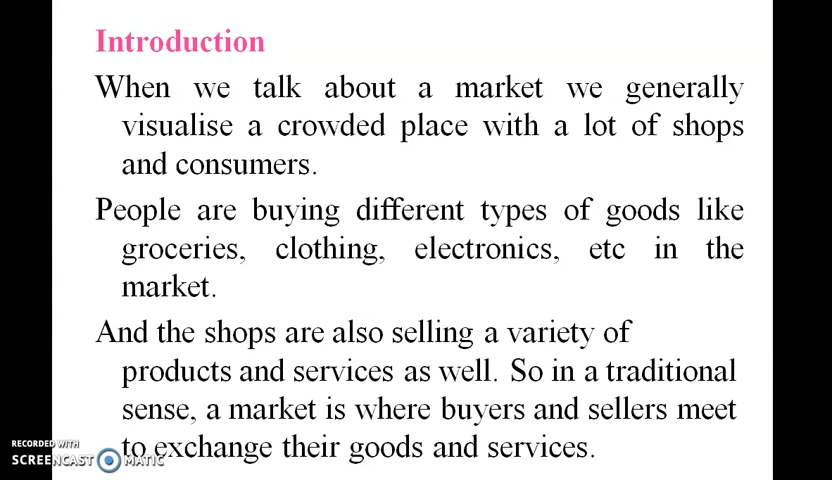 Introduction
When we talk about a market we generally
visualise a crowded place with a lot of shops
and consumers.
People are buying different types of goods like
groceries, clothing, electronics, etc in the
market.
And the shops are also selling a variety of
products and services as well. So in a traditional
sense, a market is where buyers and sellers meet
to exchange their goods and services.
RECORDED WITH
SCREENCAST MATIC